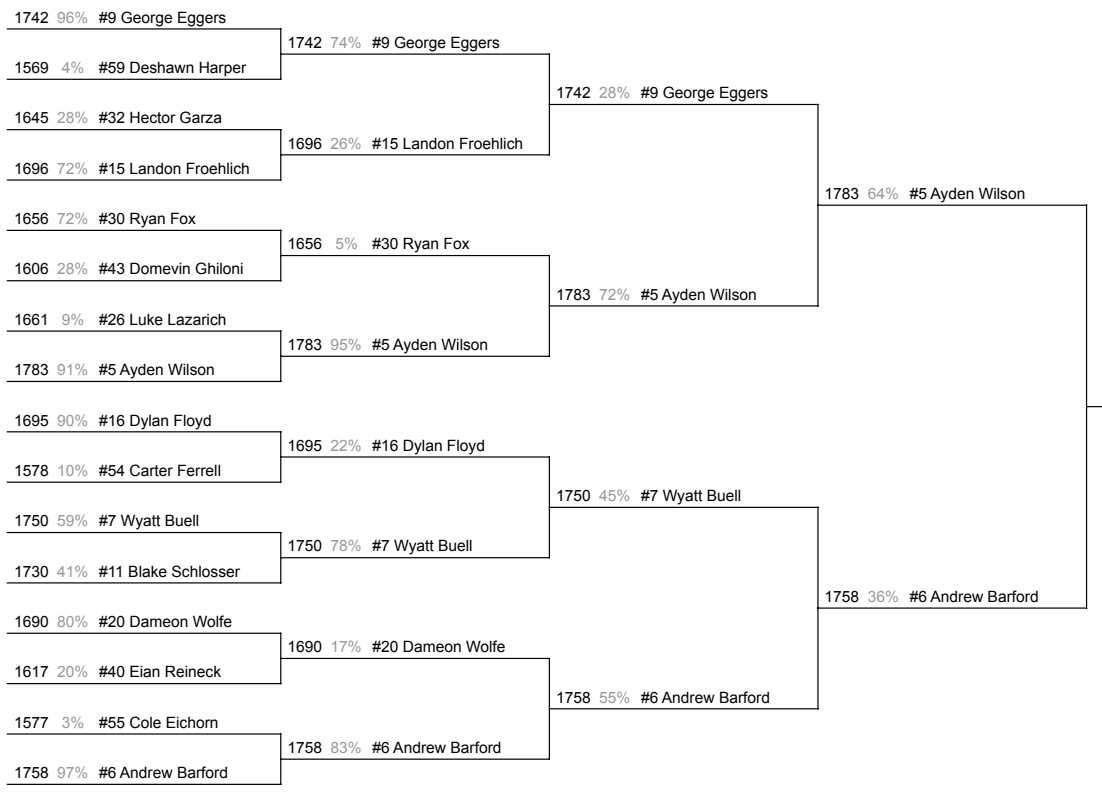 1742 96% #9 George Eggers
1569 4% #59 Deshawn Harper
1645 28% #32 Hector Garza
1696 72% #15 Landon Froehlich
1656 72% #30 Ryan Fox
1606 28% #43 Domevin Ghiloni
1661 9% #26 Luke Lazarich
1783 91% #5 Ayden Wilson
1695 90% #16 Dylan Floyd
1578 10% #54 Carter Ferrell
1750 59% #7 Wyatt Buell
1730 41% #11 Blake Schlosser
1690 80% #20 Dameon Wolfe
1617 20% #40 Eian Reineck
1577 3% #55 Cole Eichorn
1758 97% #6 Andrew Barford
1742 74% #9 George Eggers
1696 26% #15 Landon Froehlich
1656 5% #30 Ryan Fox
1783 95% #5 Ayden Wilson
1695 22% #16 Dylan Floyd
1750 78% #7 Wyatt Buell
1690 17% #20 Dameon Wolfe
1758 83% #6 Andrew Barford
1742 28% #9 George Eggers
1783 72% #5 Ayden Wilson
1750 45% #7 Wyatt Buell
1758 55% #6 Andrew Barford
1783 64% #5 Ayden Wilson
1758 36% #6 Andrew Barford